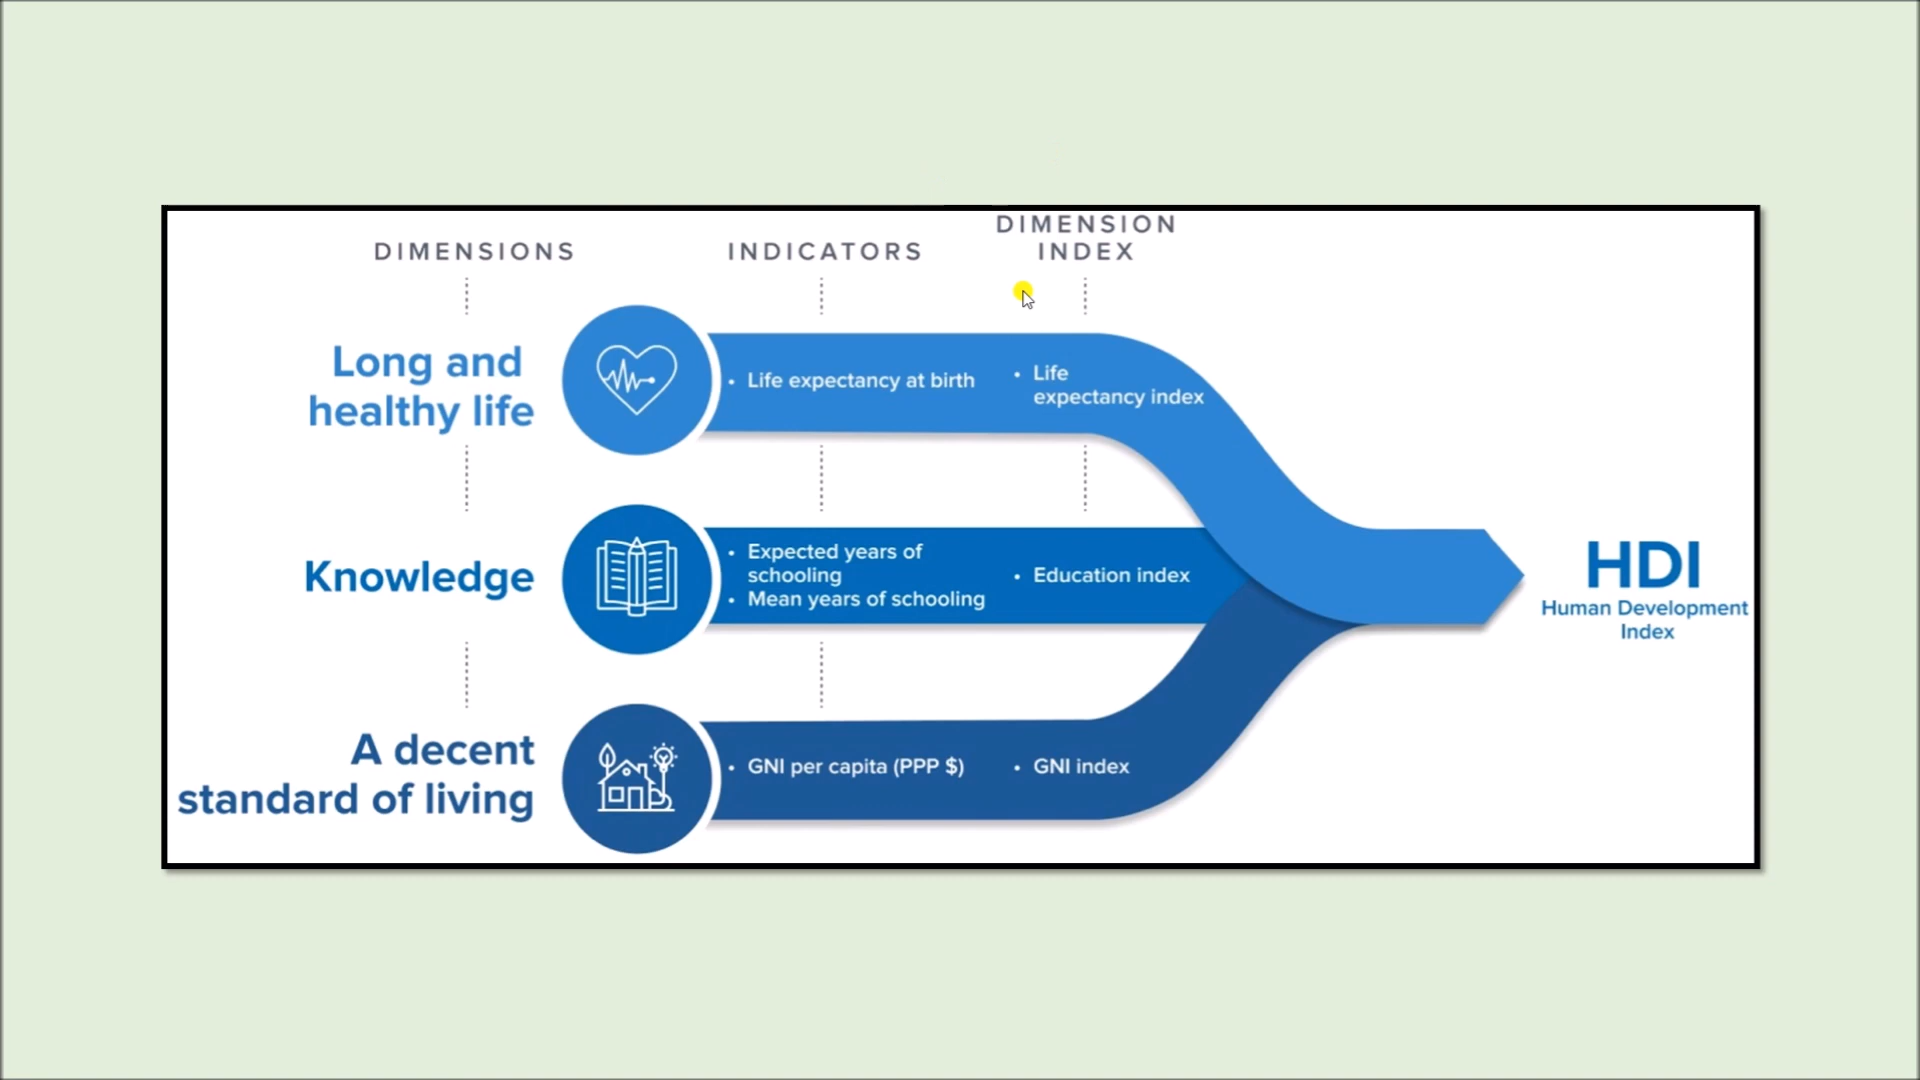 DIMENSIONS
INDICATORS
DIMENSION
INDEX
Long and
healthy life
• Life expectancy at birth
• Life
expectancy index
Knowledge
• Expected years of
schooling
• Mean years of schooling
• Education index
A decent
standard of living
• GNI per capita (PPP $)
• GNI index
HDI
Human Development
Index